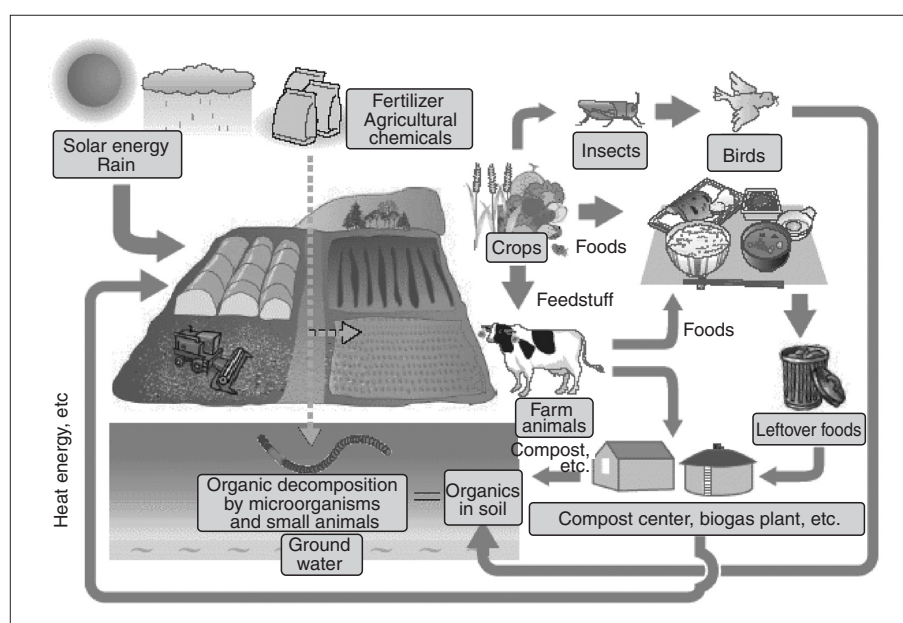 Solar energy
Rain
Fertilizer
Agricultural
chemicals
Insects
Birds
Crops
Foods
Feedstuff
Foods
Farm
animals
Leftover foods
Compost,
etc.
Organic decomposition
by microorganisms
and small animals
Organics
in soil
Compost center, biogas plant, etc.
Ground
water
Heat energy, etc